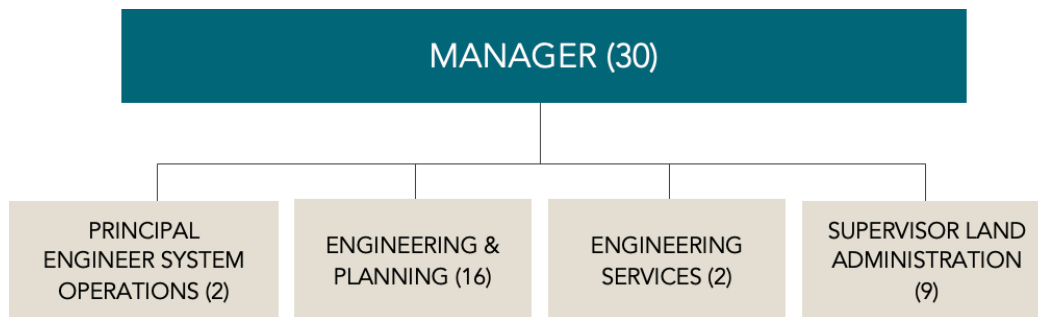 MANAGER (30)
PRINCIPAL
ENGINEER SYSTEM
OPERATIONS (2)
ENGINEERING &
PLANNING (16)
ENGINEERING
SERVICES (2)
SUPERVISOR LAND
ADMINISTRATION
(9)